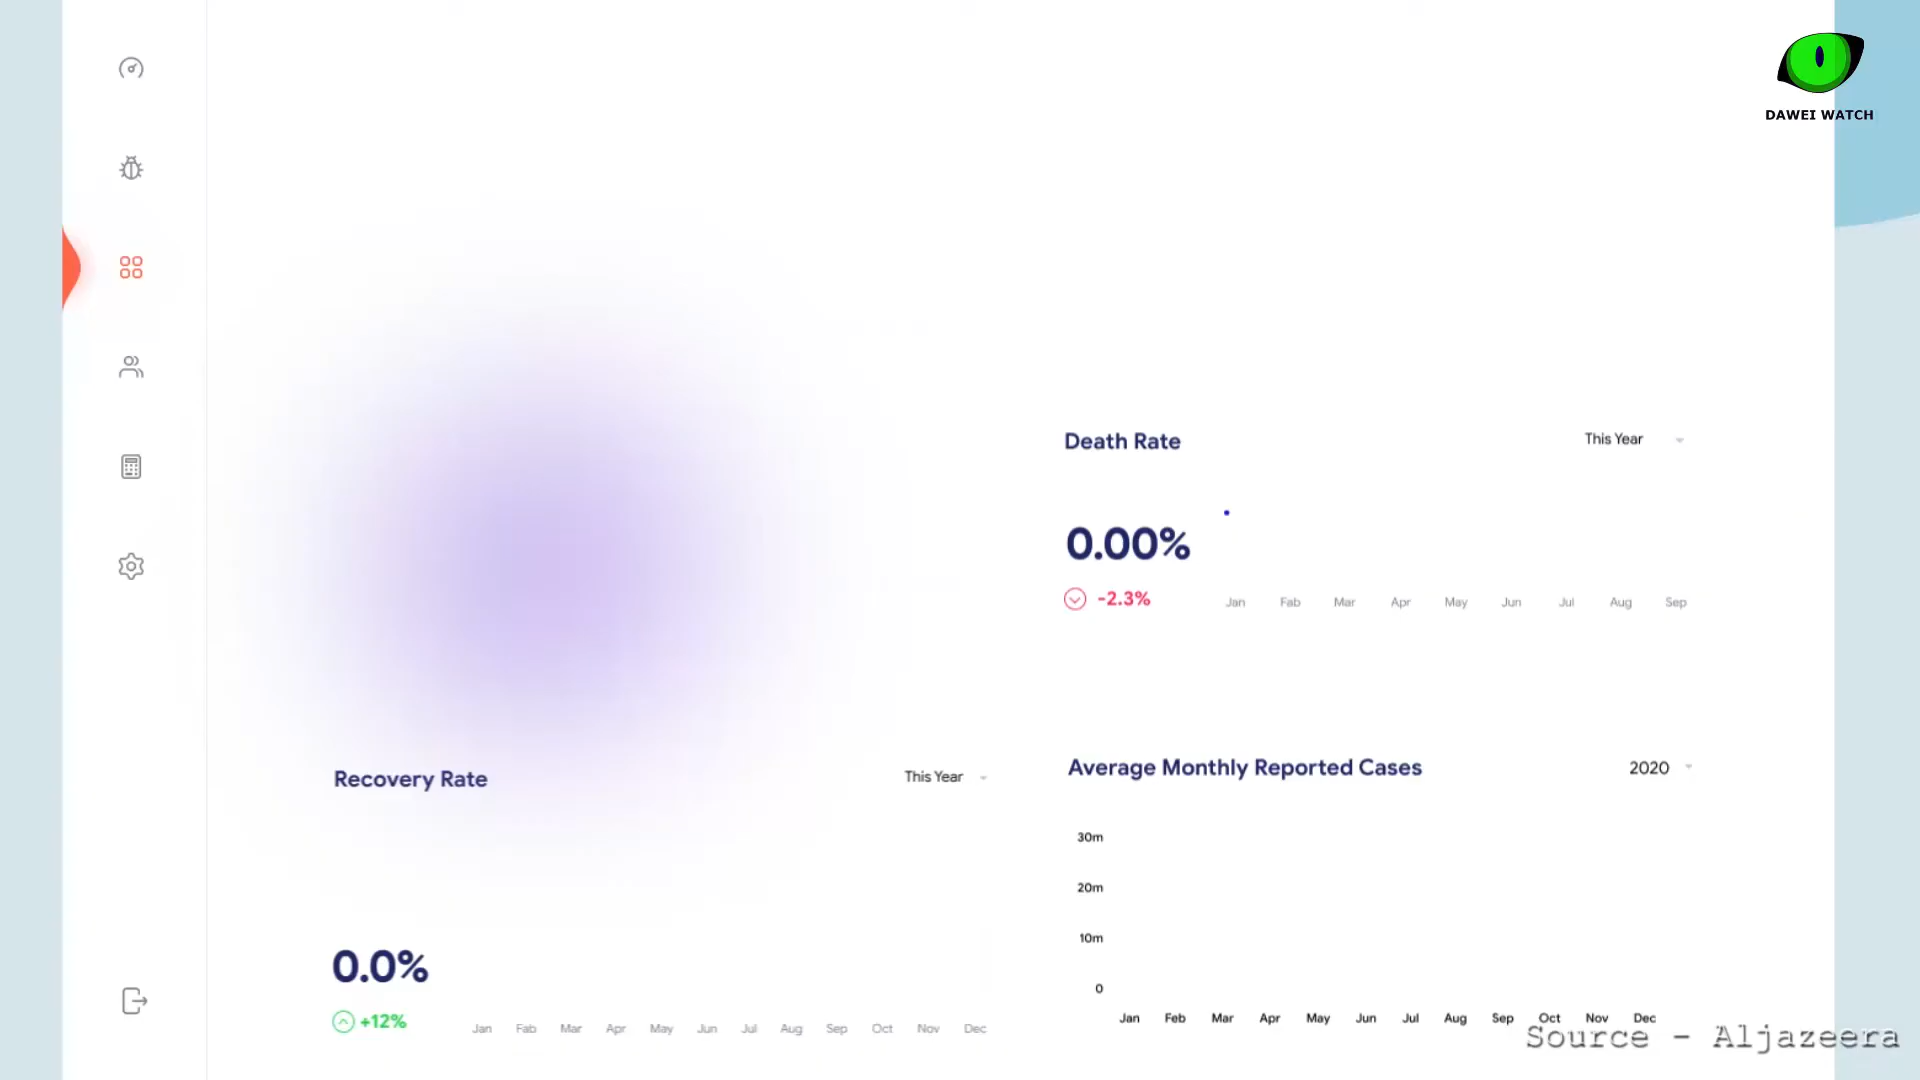 DAWEI WATCH
Death Rate
This Year
0.00%
-2.3%
Jan Fab Mar Apr May Jun Jul Aug Sep
Recovery Rate
This Year
0.0%
+12%
Jan Fab Mar Apr May Jun Jul Aug Sep Oct Nov Dec
Average Monthly Reported Cases
2020
30m
20m
10m
0
Jan Feb Mar Apr May Jun Jul Aug Sep Oct Nov Dec
Source - Aljazeera